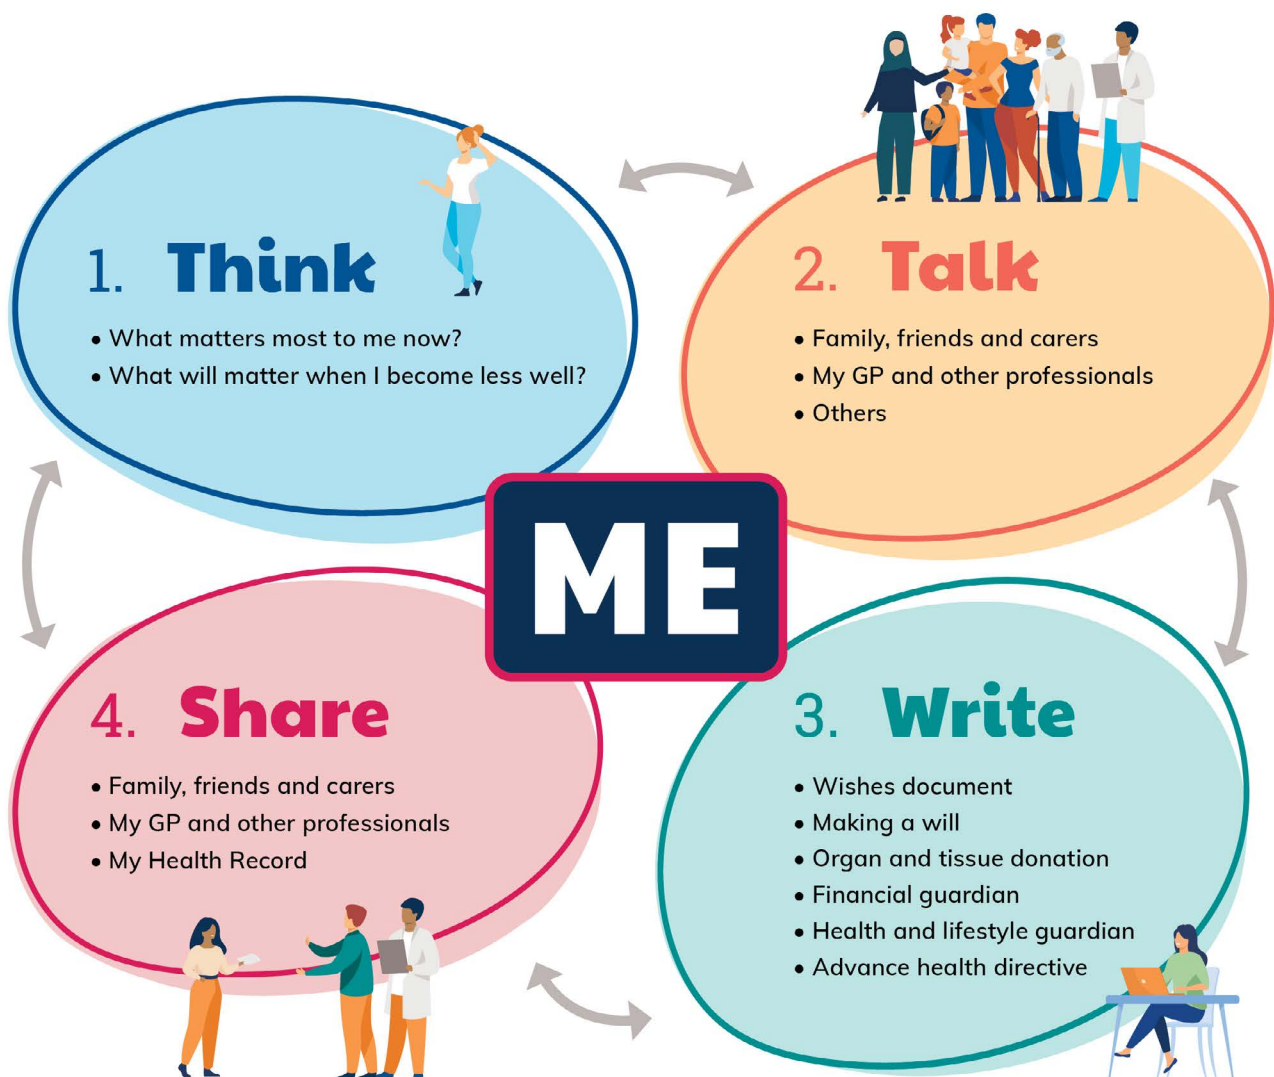 1. Think
• What matters most to me now?
• What will matter when I become less well?
2. Talk
• Family, friends and carers
• My GP and other professionals
• Others
ME
3. Write
• Wishes document
• Making a will
• Organ and tissue donation
• Financial guardian
• Health and lifestyle guardian
• Advance health directive
4. Share
• Family, friends and carers
• My GP and other professionals
• My Health Record